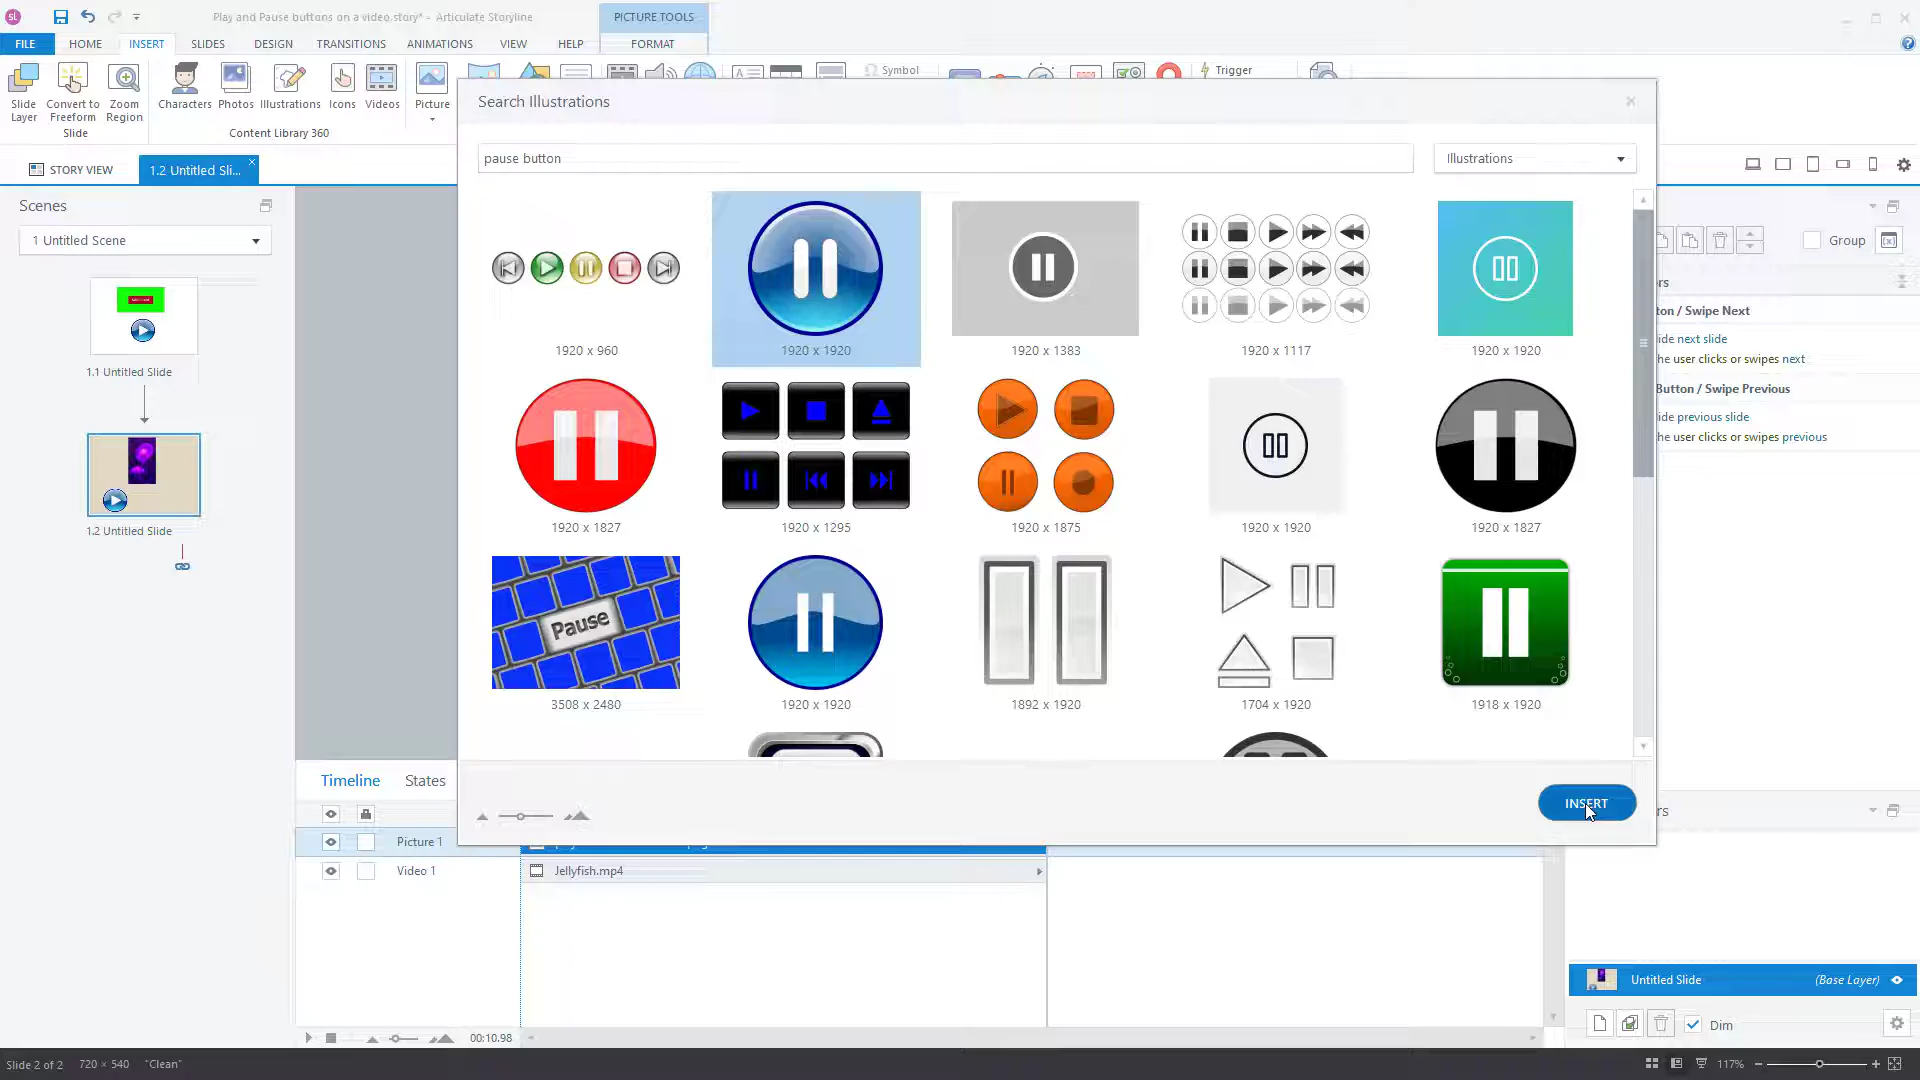 Play and Pause buttons on a video.story* - Articulate Storyline
PICTURE TOOLS
FILE
HOME
INSERT
SLIDES
DESIGN
TRANSITIONS
ANIMATIONS
VIEW
HELP
FORMAT
Slide Layer
Convert to Freeform
Zoom Region
Characters
Photos
Illustrations
Icons
Videos
Picture
Symbol
Trigger
Slide
Content Library 360
STORY VIEW
1.2 Untitled Sli...
Scenes
1 Untitled Scene
1.1 Untitled Slide
1.2 Untitled Slide
Search Illustrations
pause button
Illustrations
1920 x 960
1920 x 1920
1920 x 1383
1920 x 1117
1920 x 1920
1920 x 1827
1920 x 1295
1920 x 1875
1920 x 1920
1920 x 1827
Pause
3508 x 2480
1920 x 1920
1892 x 1920
1704 x 1920
1918 x 1920
INSERT
Group
rs
ton / Swipe Next
lide next slide
he user clicks or swipes next
Button / Swipe Previous
lide previous slide
he user clicks or swipes previous
Timeline
States
Picture 1
Video 1
Jellyfish.mp4
00:10.98
rs
Untitled Slide
(Base Layer)
Dim
Slide 2 of 2
720 × 540
"Clean"
117%